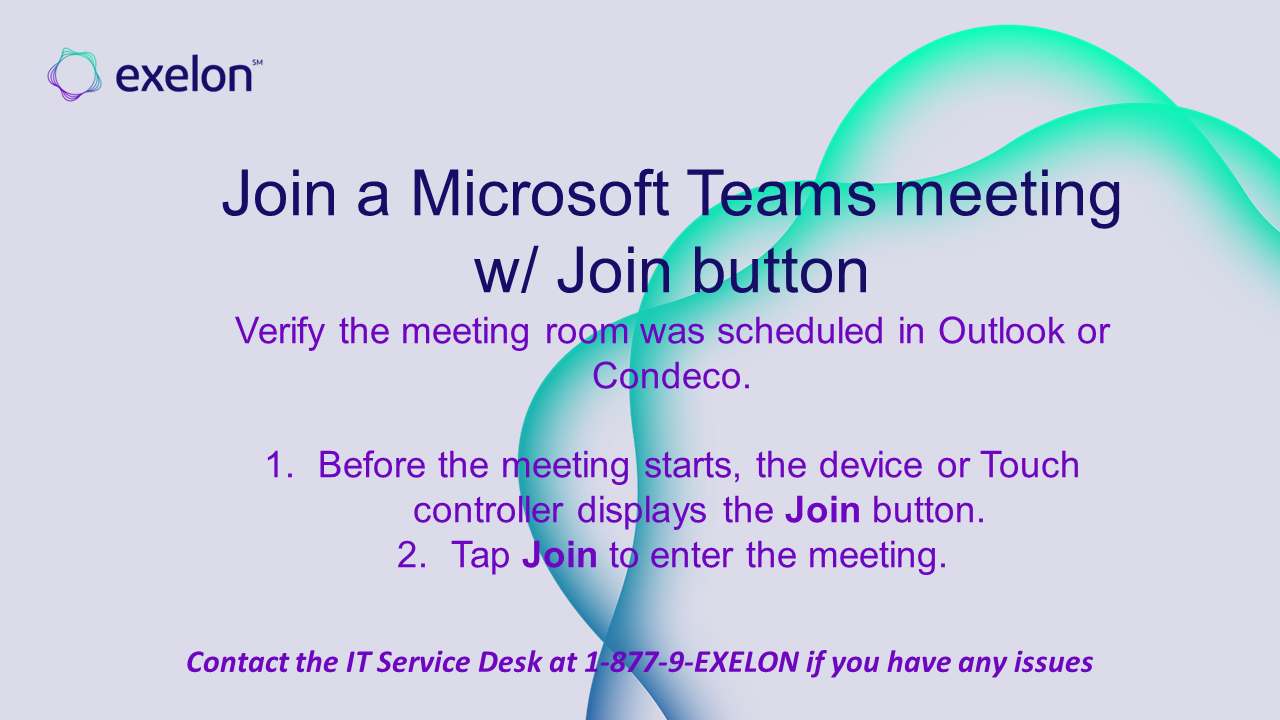 exelon℠
Join a Microsoft Teams meeting
w/ Join button
Verify the meeting room was scheduled in Outlook or
Condeco.
1. Before the meeting starts, the device or Touch
controller displays the Join button.
2. Tap Join to enter the meeting.
Contact the IT Service Desk at 1-877-9-EXELON if you have any issues